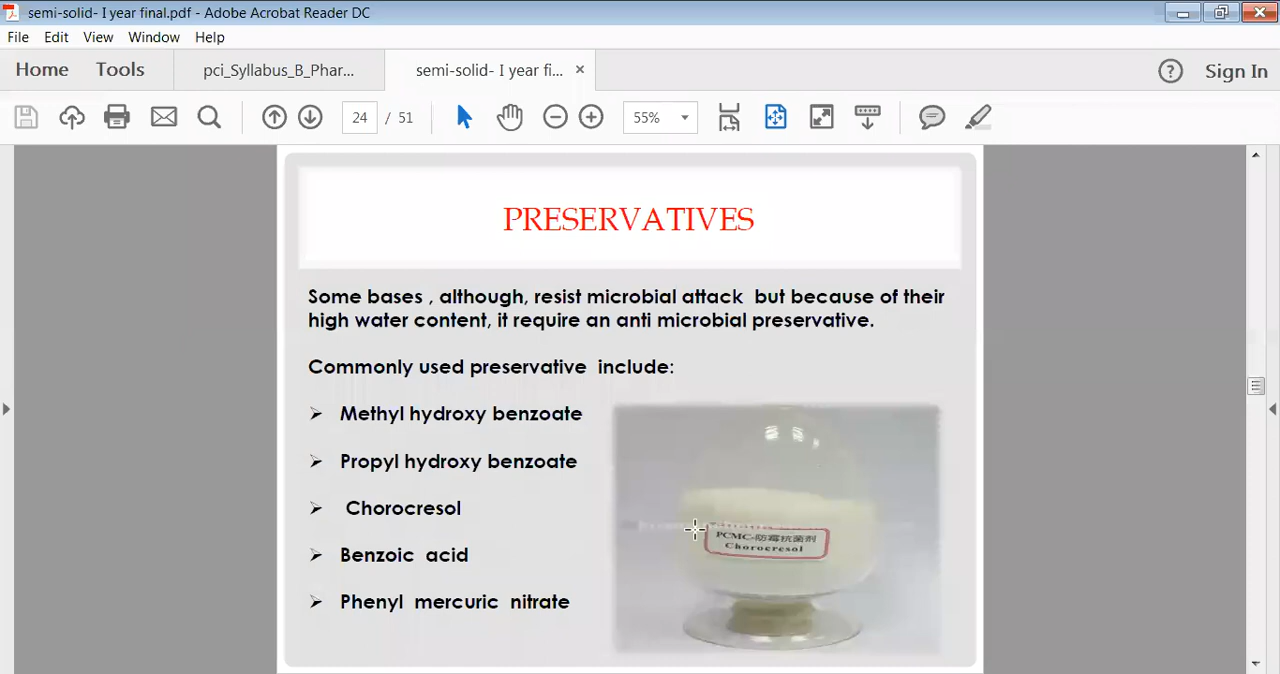 semi-solid- I year final.pdf - Adobe Acrobat Reader DC
File Edit View Window Help
Home Tools pci_Syllabus_B_Phar... semi-solid- I year fi... × ? Sign In
24 / 51 55%
PRESERVATIVES
Some bases , although, resist microbial attack but because of their
high water content, it require an anti microbial preservative.
Commonly used preservative include:
Methyl hydroxy benzoate
Propyl hydroxy benzoate
Chorocresol
Benzoic acid
Phenyl mercuric nitrate
PCMC-防霉抗菌剂
Chorocresol